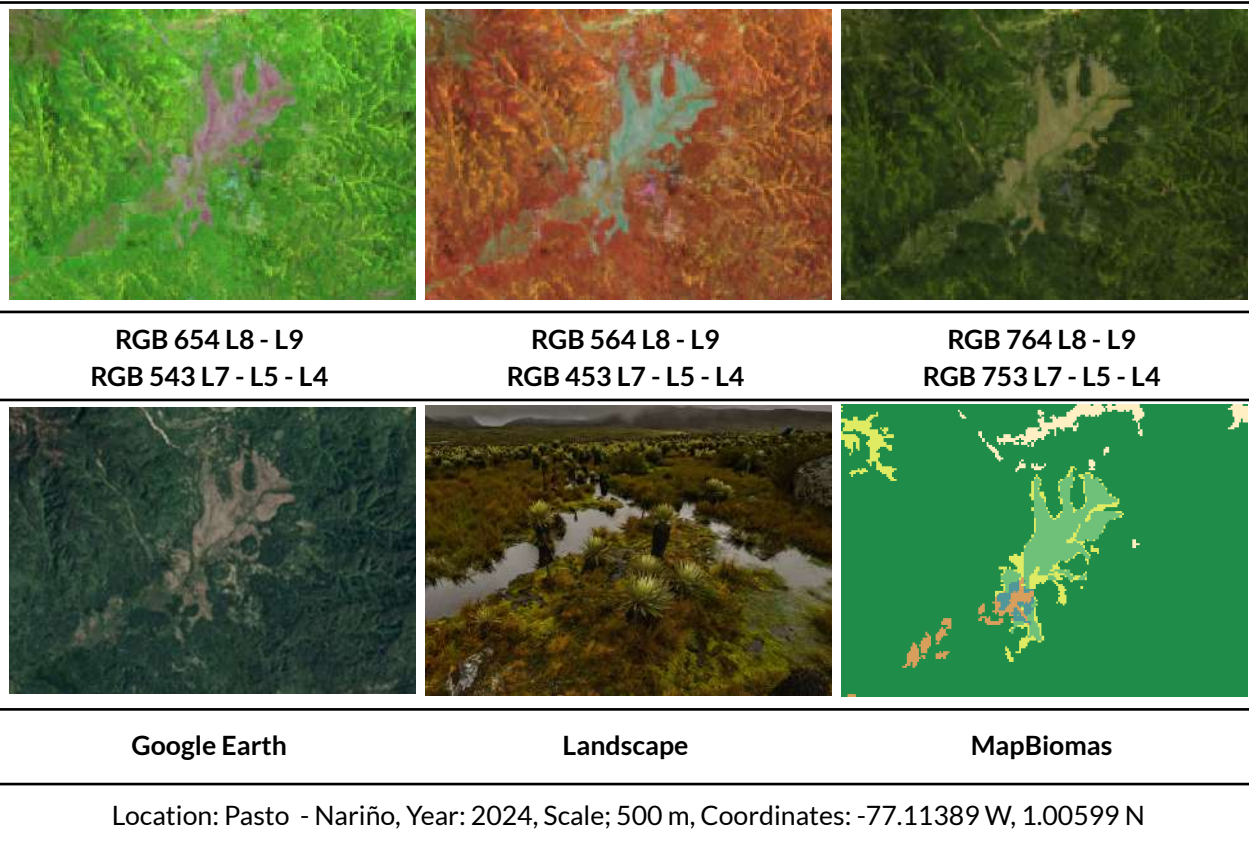 RGB 654 L8 - L9
RGB 543 L7 - L5 - L4
RGB 564 L8 - L9
RGB 453 L7 - L5 - L4
RGB 764 L8 - L9
RGB 753 L7 - L5 - L4
Google Earth
Landscape
MapBiomas
Location: Pasto - Nariño, Year: 2024, Scale; 500 m, Coordinates: -77.11389 W, 1.00599 N